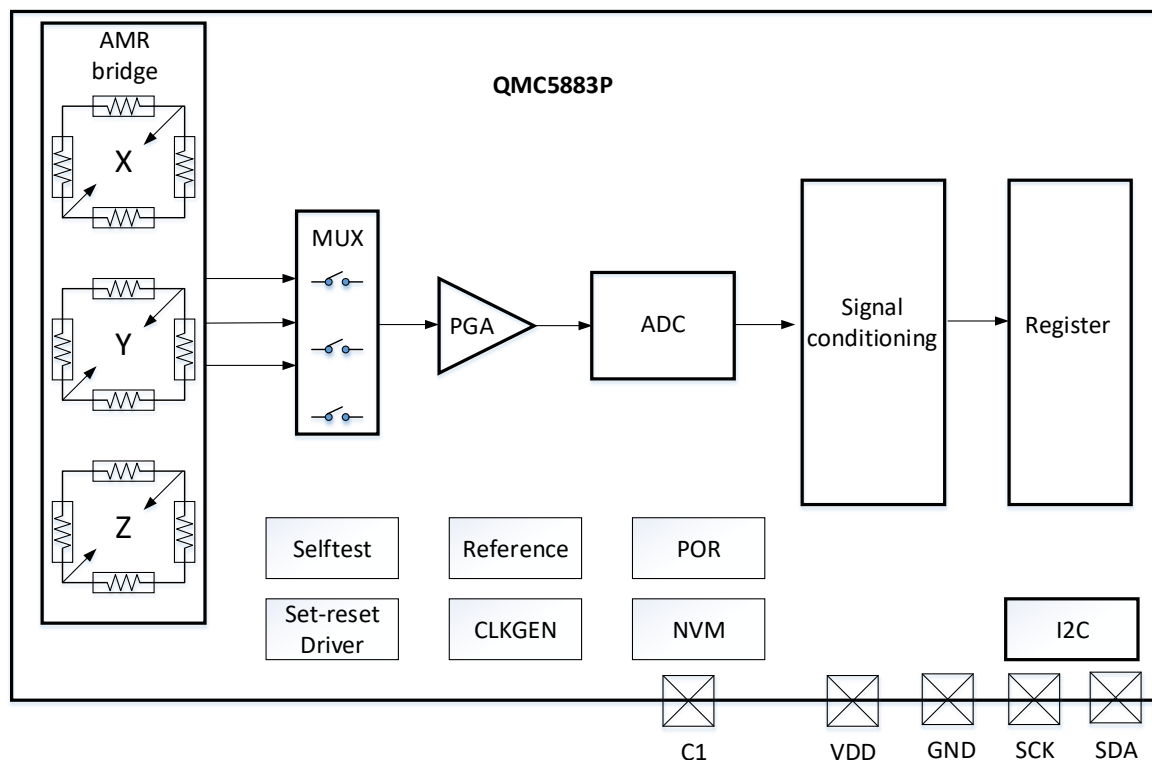 AMR
bridge
QMC5883P
X
Y
Z
MUX
PGA
ADC
Signal
conditioning
Register
Selftest
Reference
POR
Set-reset
Driver
CLKGEN
NVM
I2C
C1
VDD
GND
SCK
SDA